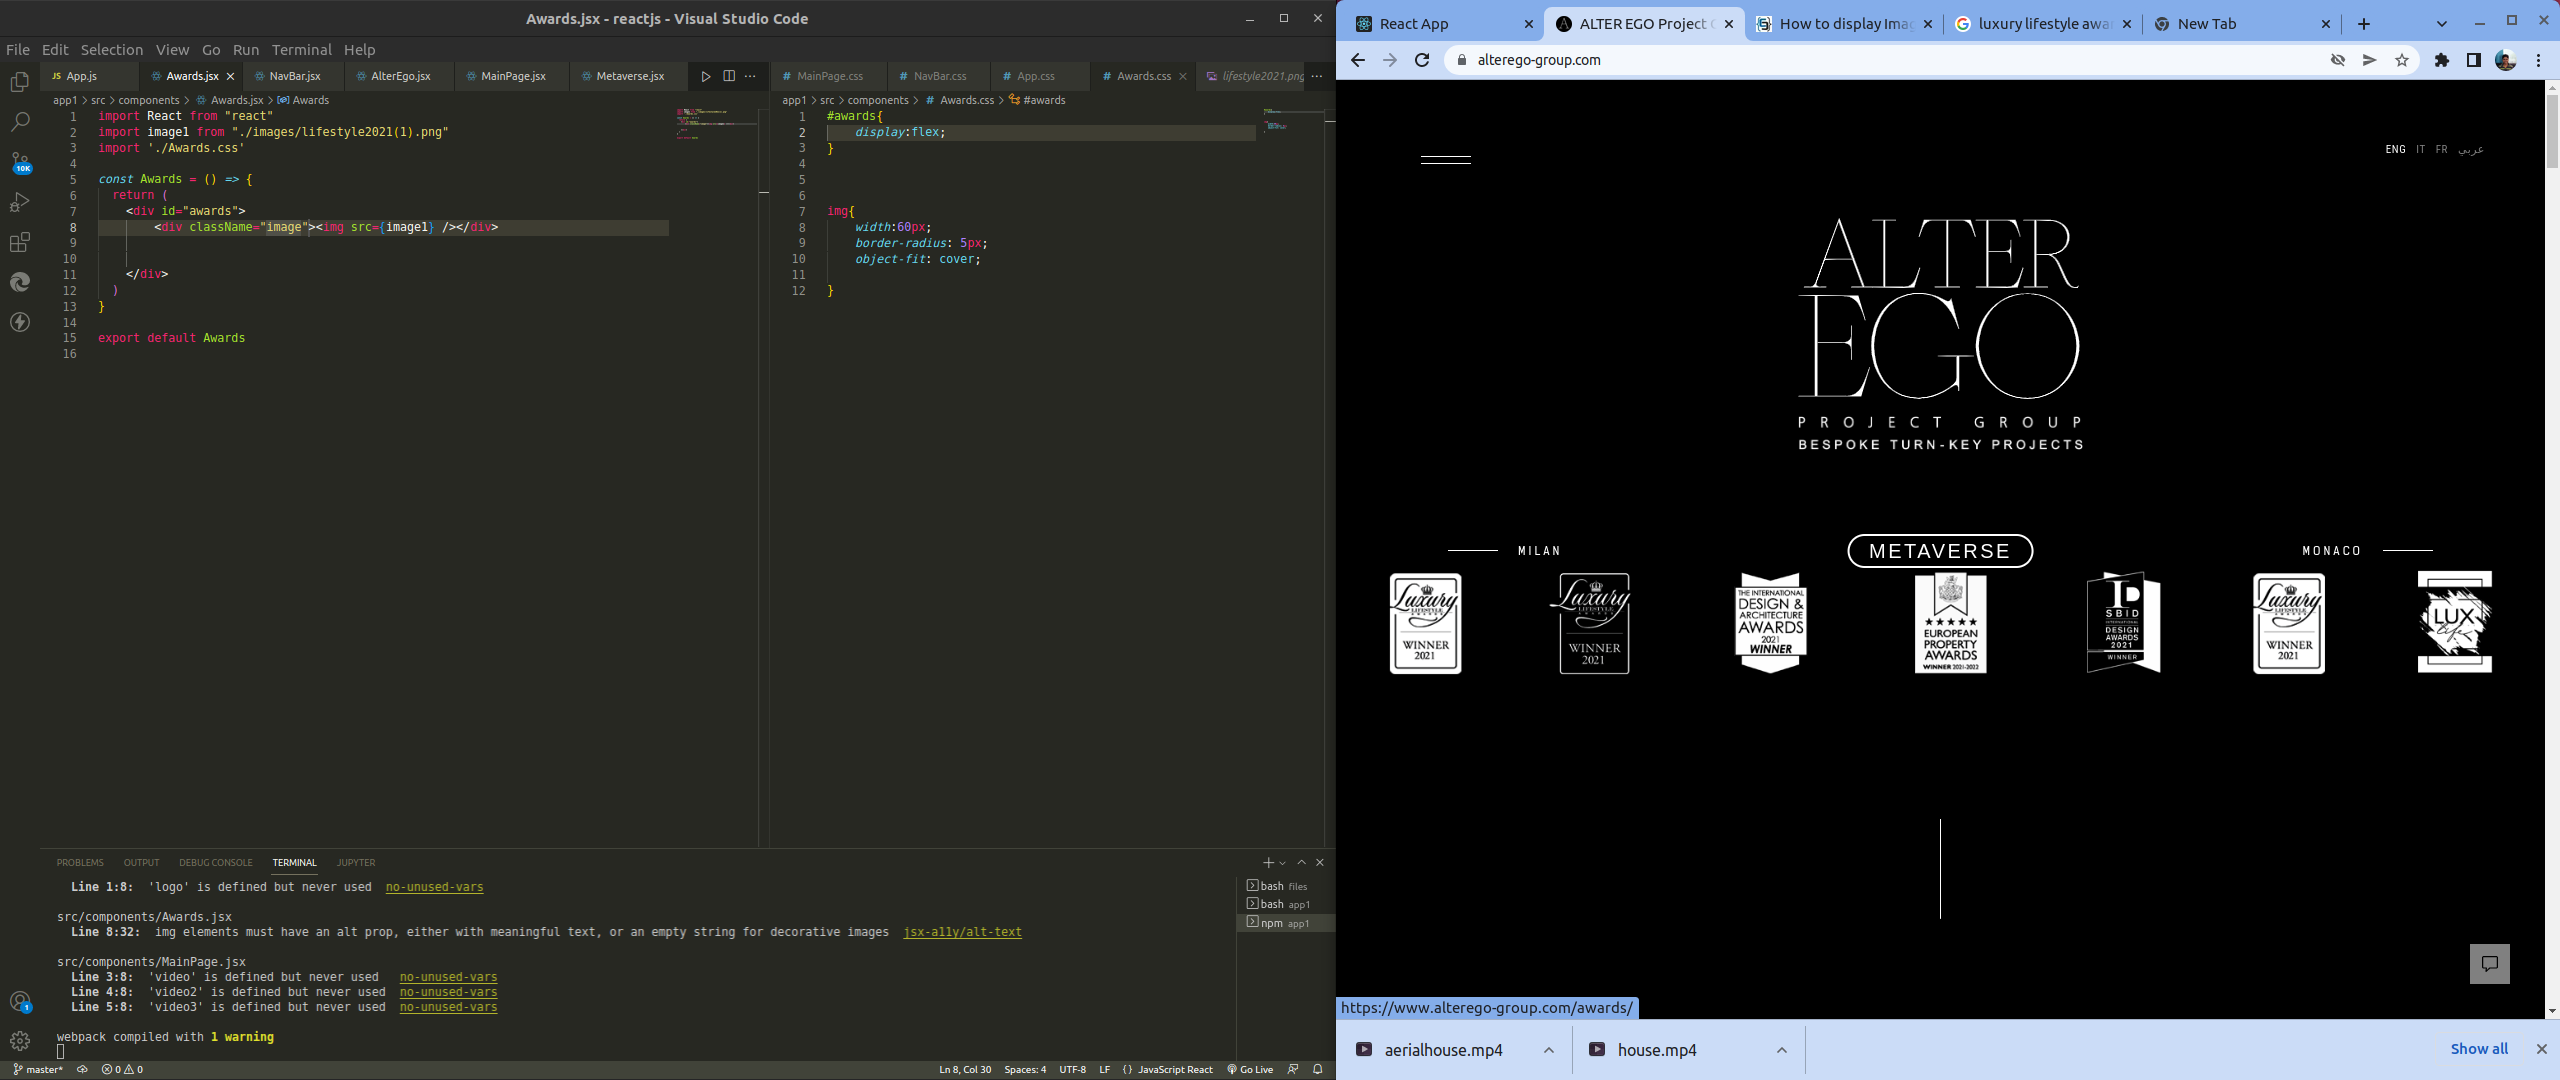 Awards.jsx - reactjs - Visual Studio Code
File Edit Selection View Go Run Terminal Help
App.js Awards.jsx NavBar.jsx AlterEgo.jsx MainPage.jsx Metaverse.jsx
app1 > src > components > Awards.jsx > Awards
1 import React from "react"
2 import image1 from "./images/lifestyle2021(1).png"
3 import './Awards.css'
4
5 const Awards = () => {
6 return (
7 <div id="awards">
8 <div className="image"><img src={image1} /></div>
9
10
11 </div>
12 )
13 }
14
15 export default Awards
16
MainPage.css NavBar.css App.css Awards.css lifestyle2021.png
app1 > src > components > Awards.css > #awards
1 #awards{
2 display:flex;
3 }
4
5
6
7 img{
8 width:60px;
9 border-radius: 5px;
10 object-fit: cover;
11
12 }
10K
1
PROBLEMS OUTPUT DEBUG CONSOLE TERMINAL JUPYTER
Line 1:8: 'logo' is defined but never used no-unused-vars
src/components/Awards.jsx
Line 8:32: img elements must have an alt prop, either with meaningful text, or an empty string for decorative images jsx-a11y/alt-text
src/components/MainPage.jsx
Line 3:8: 'video' is defined but never used no-unused-vars
Line 4:8: 'video2' is defined but never used no-unused-vars
Line 5:8: 'video3' is defined but never used no-unused-vars
webpack compiled with 1 warning
bash files
bash app1
npm app1
master* 0 0 Ln 8, Col 30 Spaces: 4 UTF-8 LF JavaScript React Go Live
React App ALTER EGO Project How to display Ima luxury lifestyle awa New Tab
alterego-group.com
ENG IT FR عربي
ALTER
EGO
PROJECT GROUP
BESPOKE TURN-KEY PROJECTS
MILAN METAVERSE MONACO
Luxury
LIFESTYLE
AWARDS
WINNER
2021
Luxury
LIFESTYLE
AWARDS
WINNER
2021
THE INTERNATIONAL
DESIGN &
ARCHITECTURE
AWARDS
2021
WINNER
EUROPEAN
PROPERTY
AWARDS
WINNER 2021-2022
ID
SBID
INTERNATIONAL
DESIGN
AWARDS
2021
WINNER
Luxury
LIFESTYLE
AWARDS
WINNER
2021
LUX
life
https://www.alterego-group.com/awards/
aerialhouse.mp4 house.mp4 Show all